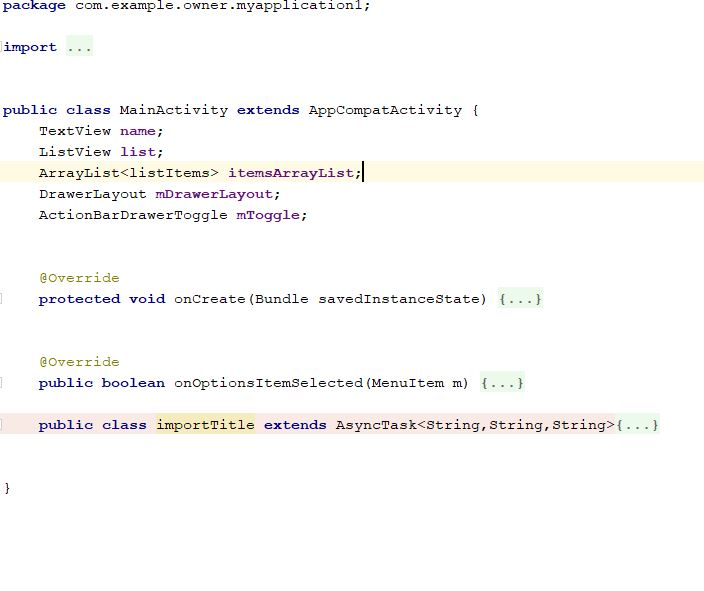 package com.example.owner.myapplication1;
import ...
public class MainActivity extends AppCompatActivity {
TextView name;
ListView list;
ArrayList<listItems> itemsArrayList;
DrawerLayout mDrawerLayout;
ActionBarDrawerToggle mToggle;
@Override
protected void onCreate(Bundle savedInstanceState) {...}
@Override
public boolean onOptionsItemSelected(MenuItem m) {...}
public class importTitle extends AsyncTask<String,String,String>{...}
}